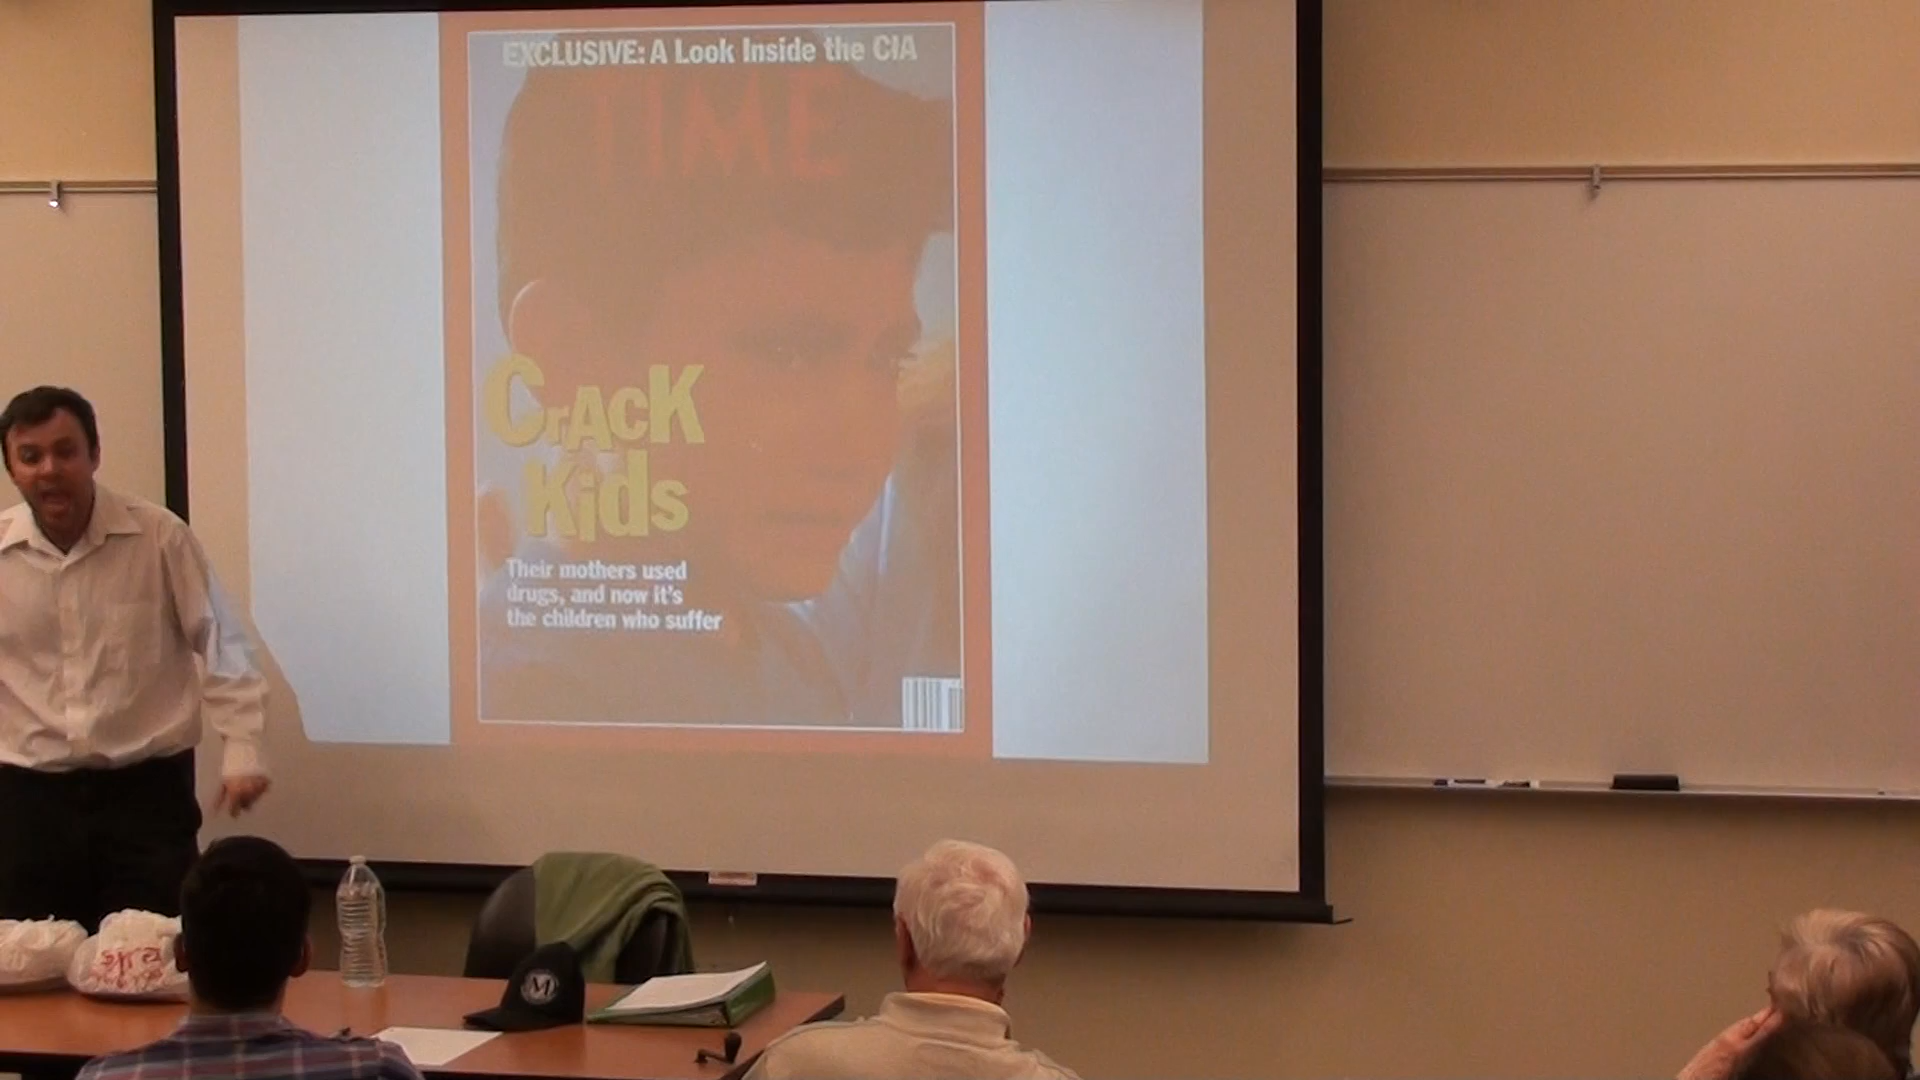 EXCLUSIVE: A Look Inside the CIA
TIME
CrAcK
Kids
Their mothers used
drugs, and now it's
the children who suffer
M